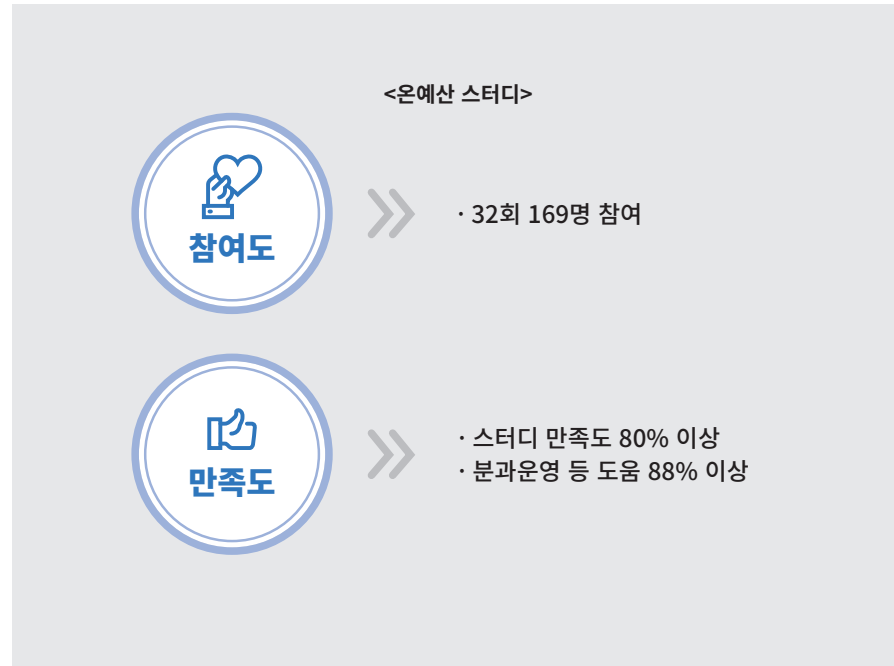 <온예산 스터디>
참여도
· 32회 169명 참여
만족도
· 스터디 만족도 80% 이상
· 분과운영 등 도움 88% 이상